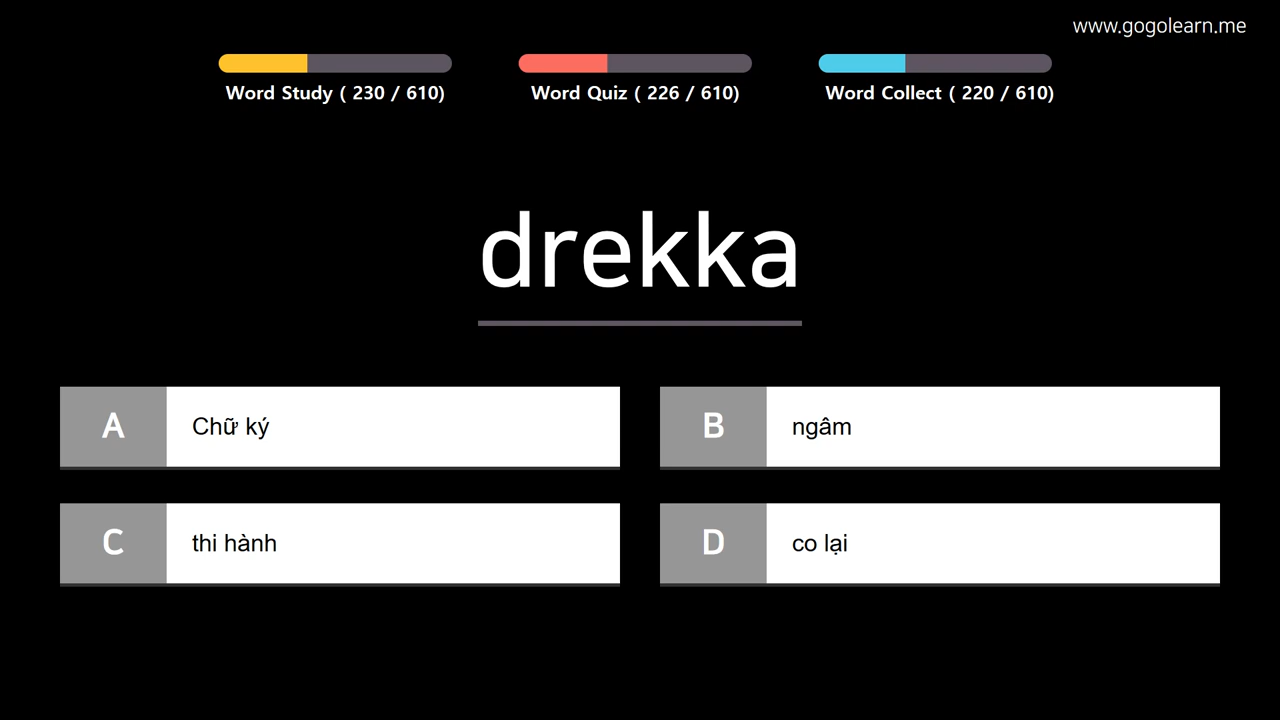 www.gogolearn.me
Word Study ( 230 / 610)
Word Quiz ( 226 / 610)
Word Collect ( 220 / 610)
drekka
A Chữ ký
B ngâm
C thi hành
D co lại